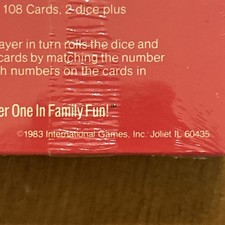 108 Cards, 2 dice plus
ayer in turn rolls the dice and
cards by matching the number
h numbers on the cards in
er One In Family Fun!
©1983 International Games, Inc. Joliet IL 60435